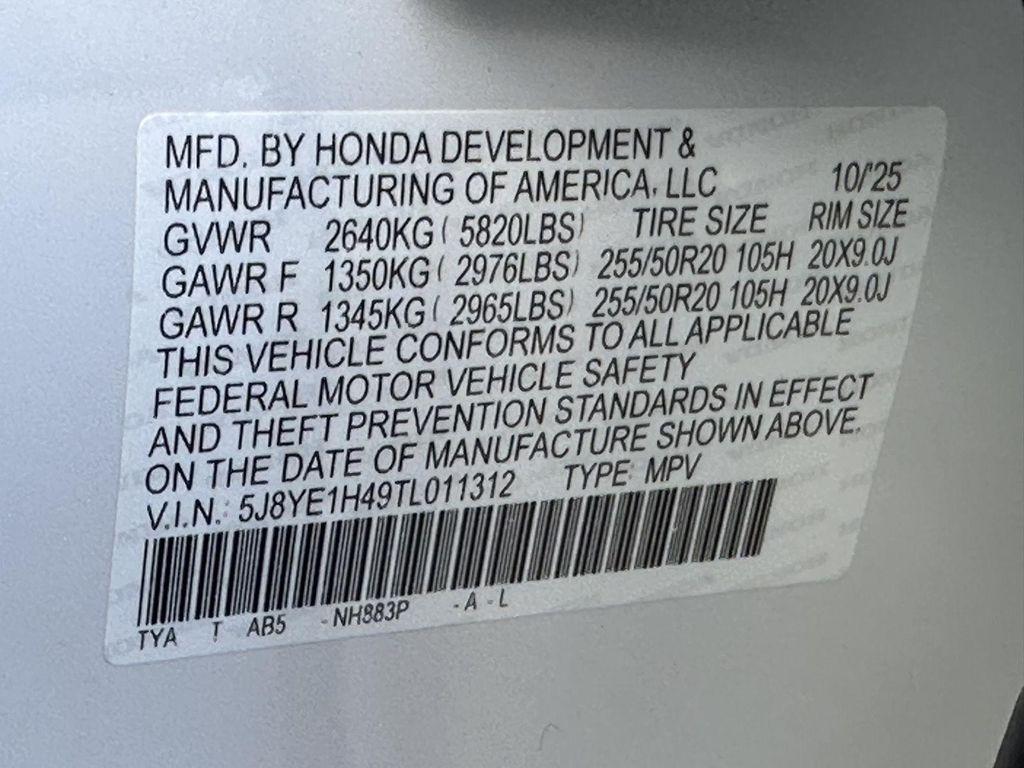 MFD. BY HONDA DEVELOPMENT &
MANUFACTURING OF AMERICA, LLC 10/25
GVWR 2640KG ( 5820LBS) TIRE SIZE RIM SIZE
GAWR F 1350KG ( 2976LBS) 255/50R20 105H 20X9.0J
GAWR R 1345KG ( 2965LBS) 255/50R20 105H 20X9.0J
THIS VEHICLE CONFORMS TO ALL APPLICABLE
FEDERAL MOTOR VEHICLE SAFETY
AND THEFT PREVENTION STANDARDS IN EFFECT
ON THE DATE OF MANUFACTURE SHOWN ABOVE.
V.I.N.: 5J8YE1H49TL011312 TYPE: MPV
TYA T AB5 -NH883P -A -L